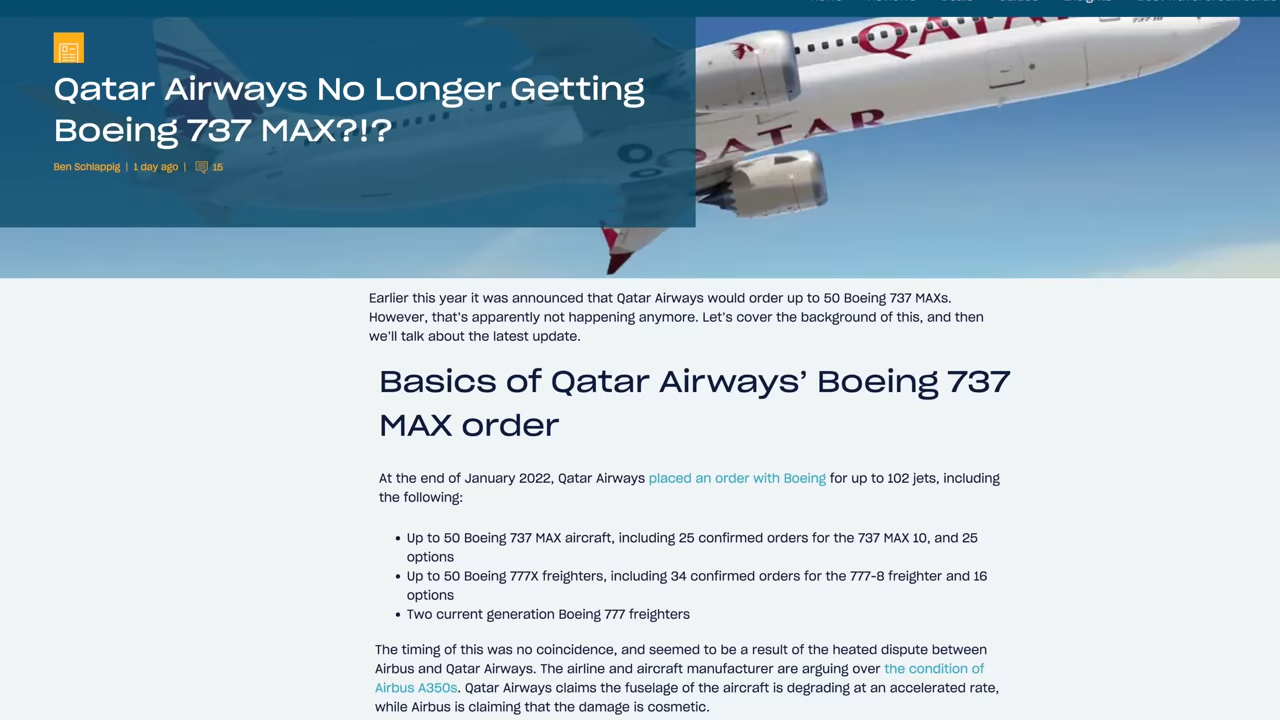 Qatar Airways No Longer Getting
Boeing 737 MAX?!?
Ben Schlappig | 1 day ago | 15
QATAR
QATAR
Earlier this year it was announced that Qatar Airways would order up to 50 Boeing 737 MAXs.
However, that's apparently not happening anymore. Let's cover the background of this, and then
we'll talk about the latest update.
Basics of Qatar Airways' Boeing 737
MAX order
At the end of January 2022, Qatar Airways placed an order with Boeing for up to 102 jets, including
the following:
• Up to 50 Boeing 737 MAX aircraft, including 25 confirmed orders for the 737 MAX 10, and 25
options
• Up to 50 Boeing 777X freighters, including 34 confirmed orders for the 777-8 freighter and 16
options
• Two current generation Boeing 777 freighters
The timing of this was no coincidence, and seemed to be a result of the heated dispute between
Airbus and Qatar Airways. The airline and aircraft manufacturer are arguing over the condition of
Airbus A350s. Qatar Airways claims the fuselage of the aircraft is degrading at an accelerated rate,
while Airbus is claiming that the damage is cosmetic.